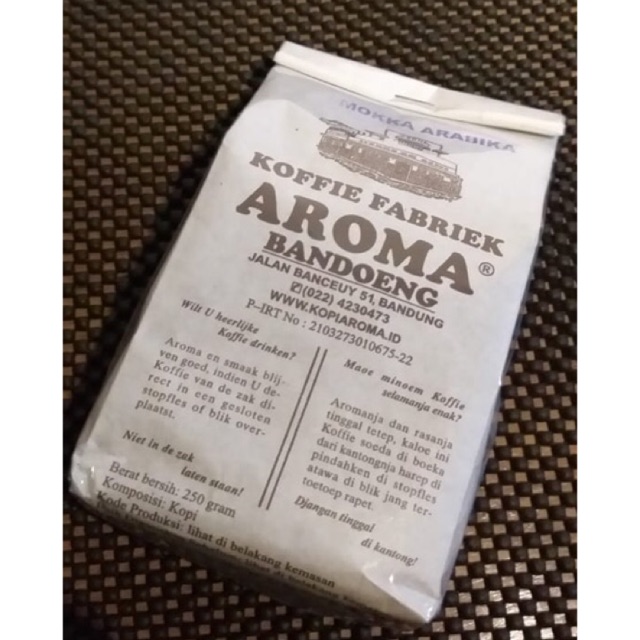 MOKKA ARABIKA
KOFFIE FABRIEK
AROMA®
BANDOENG
JALAN BANCEUY 51, BANDUNG
(022) 4230473
WWW.KOPIAROMA.ID
P-IRT No : 2103273010675-22
Wilt U heerlijke
Koffie drinken?
Aroma en smaak blij-
ven goed, indien U de
Koffie van de zak di-
rect in een gesloten
stopfles of blik over-
plaatst.
Niet in de zak
laten staan!
Maoe minoem Koffie
selamanja enak?
Aromanja dan rasanja
tinggal tetep, kaloe ini
Koffie soeda di boeka
dari kantongnja harep di
pindahken di stopfles
atawa di blik jang ter-
toetoep rapet.
Djangan tinggal
di kantong!
Berat bersih: 250 gram
Komposisi: Kopi
Kode Produksi: lihat di belakang kemasan
lihat di belakang